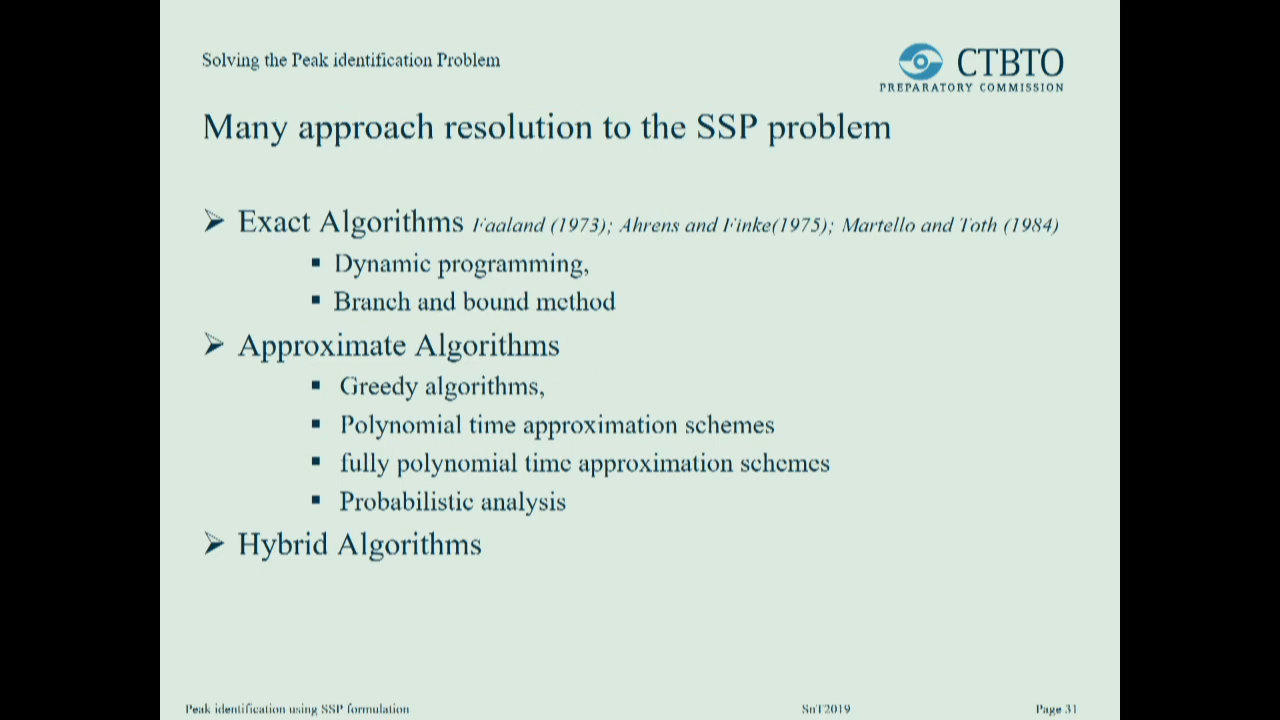 Solving the Peak identification Problem
CTBTO
PREPARATORY COMMISSION
Many approach resolution to the SSP problem
➢ Exact Algorithms Faaland (1973); Ahrens and Finke(1975); Martello and Toth (1984)
▪ Dynamic programming,
▪ Branch and bound method
➢ Approximate Algorithms
▪ Greedy algorithms,
▪ Polynomial time approximation schemes
▪ fully polynomial time approximation schemes
▪ Probabilistic analysis
➢ Hybrid Algorithms
Peak identification using SSP formulation
SnT2019
Page 31